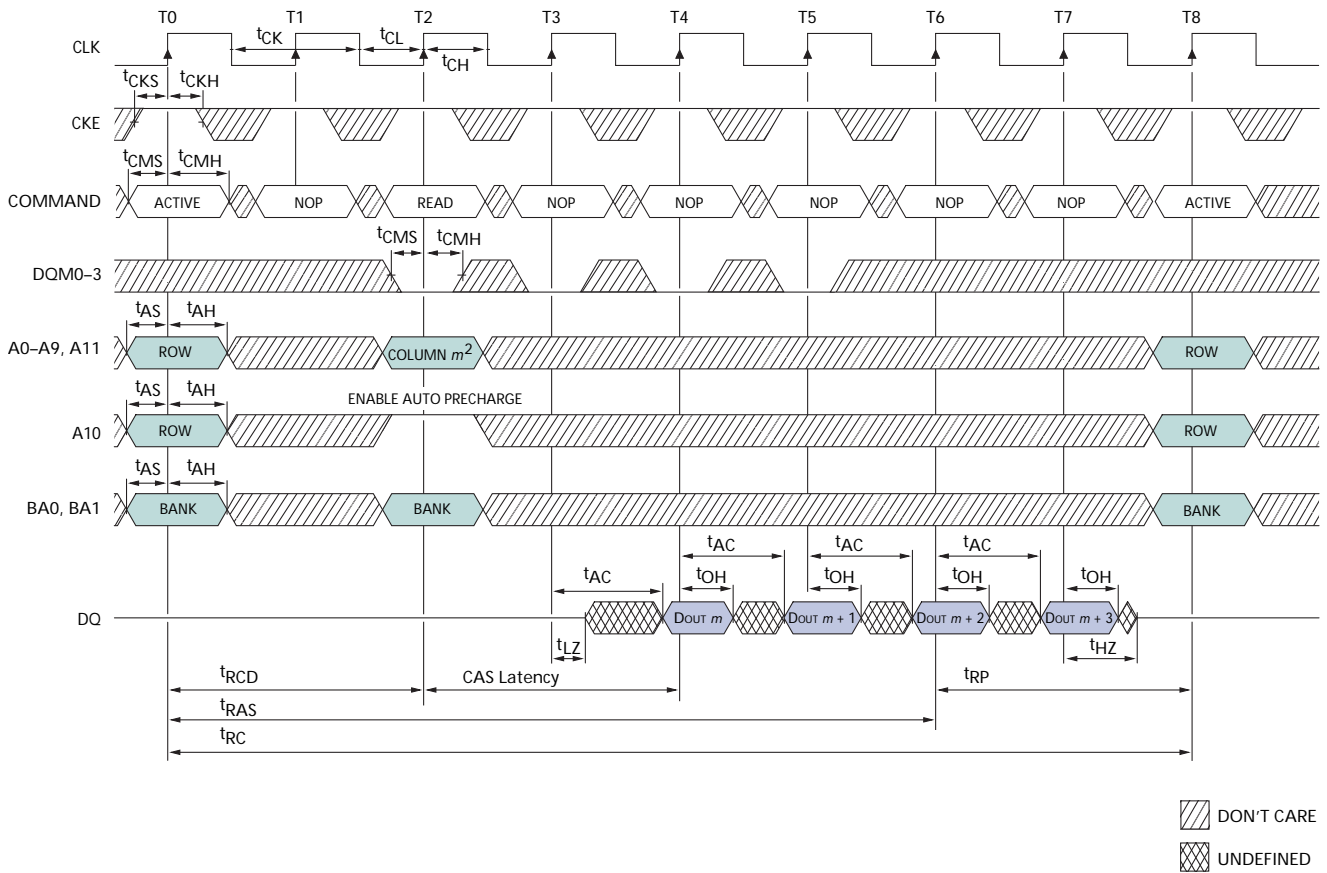 T0 T1 T2 T3 T4 T5 T6 T7 T8
CLK tCK tCL tCH
tCKS tCKH
CKE
tCMS tCMH
COMMAND ACTIVE NOP READ NOP NOP NOP NOP NOP ACTIVE
tCMS tCMH
DQM0–3
tAS tAH
A0–A9, A11 ROW COLUMN m2 ROW
tAS tAH ENABLE AUTO PRECHARGE
A10 ROW ROW
tAS tAH
BA0, BA1 BANK BANK BANK
tAC tAC tAC
tAC tOH tOH tOH tOH
DQ DOUT m DOUT m + 1 DOUT m + 2 DOUT m + 3
tLZ tHZ
tRCD CAS Latency tRP
tRAS
tRC
DON'T CARE
UNDEFINED